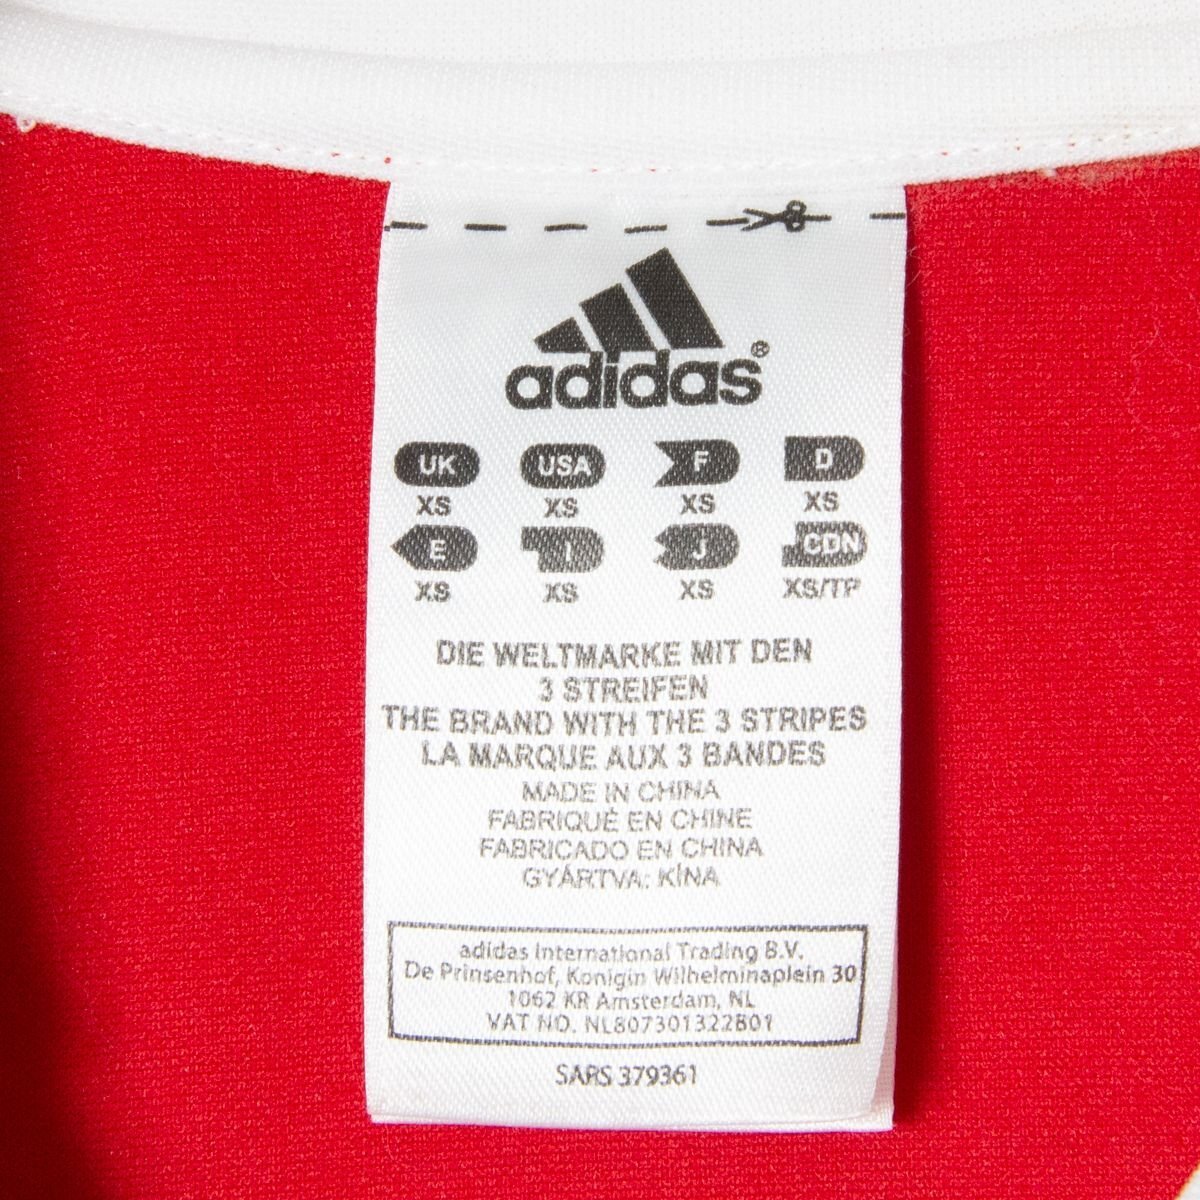 adidas®
UK USA F D
XS XS XS XS
E I J CDN
XS XS XS XS/TP
DIE WELTMARKE MIT DEN
3 STREIFEN
THE BRAND WITH THE 3 STRIPES
LA MARQUE AUX 3 BANDES
MADE IN CHINA
FABRIQUÉ EN CHINE
FABRICADO EN CHINA
GYÁRTVA: KÍNA
adidas International Trading B.V.
De Prinsenhof, Konigin Wilhelminaplein 30
1062 KR Amsterdam, NL
VAT NO. NL807301322B01
SARS 379361